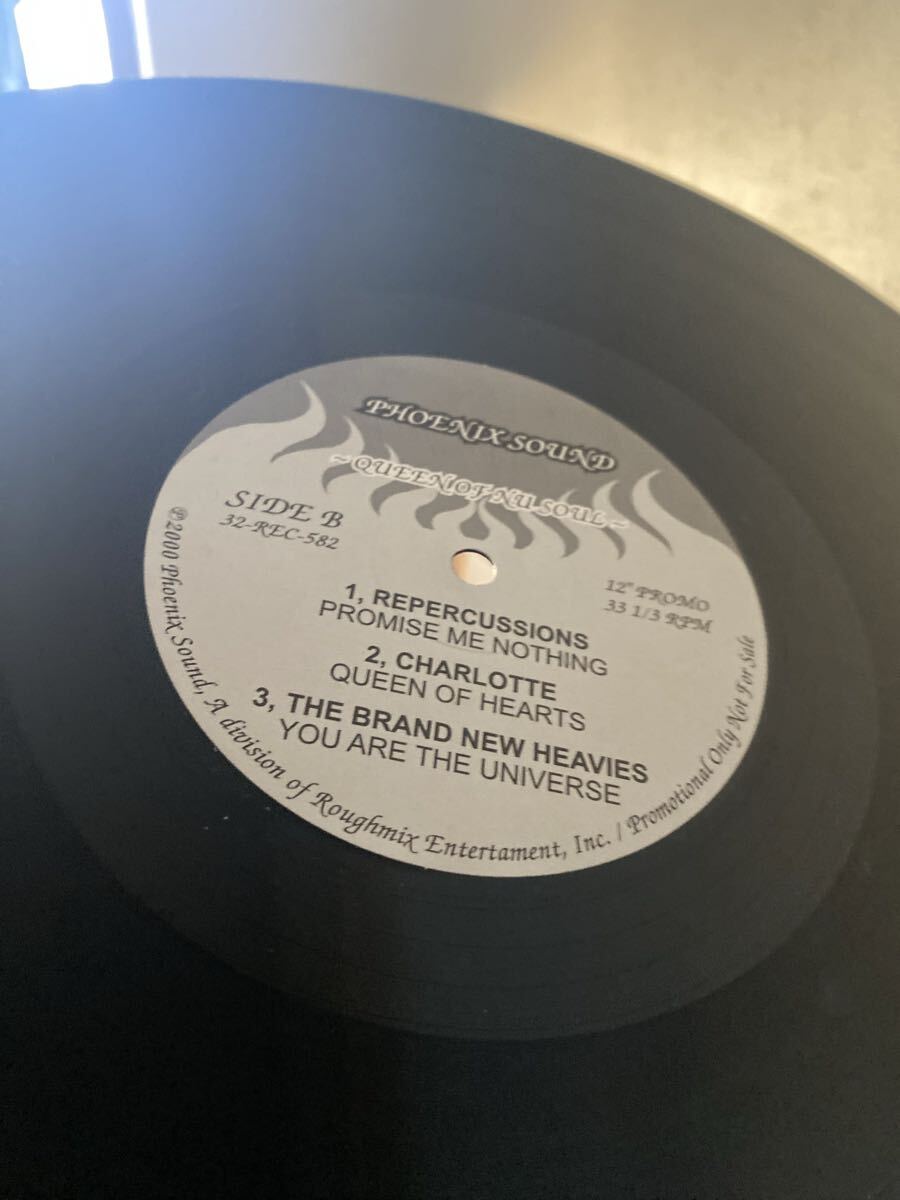 PHOENIX SOUND
~ QUEEN OF NU SOUL ~
SIDE B
32-REC-582
12" PROMO
33 1/3 RPM
1, REPERCUSSIONS
PROMISE ME NOTHING
2, CHARLOTTE
QUEEN OF HEARTS
3, THE BRAND NEW HEAVIES
YOU ARE THE UNIVERSE
℗2000 Phoenix Sound, A division of Roughmix Entertament, Inc. / Promotional Only Not For Sale